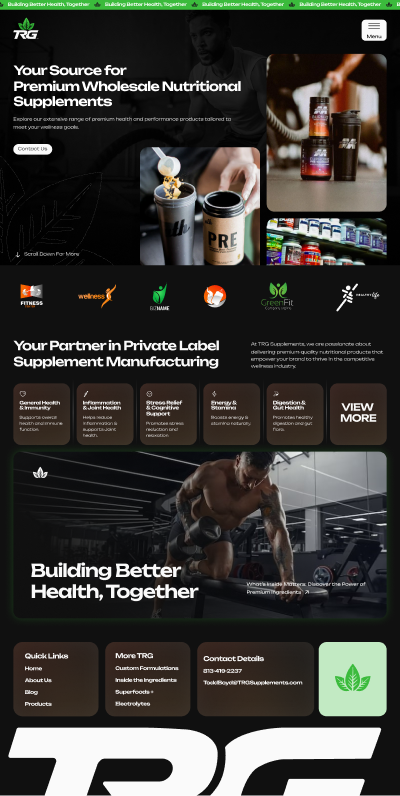 Building Better Health, Together Building Better Health, Together Building Better Health, Together Building Better Health, Together
TRG
Menu
Your Source for
Premium Wholesale Nutritional
Supplements
Explore our extensive range of premium health and performance products tailored to
meet your wellness goals.
Contact Us
PRE
Scroll Down For More
FITNESS
wellness
BIZNAME
GreenFit
HEALTHY life
Your Partner in Private Label
Supplement Manufacturing
At TRG Supplements, we are passionate about
delivering premium quality nutritional products that
empower your brand to thrive in the competitive
wellness industry.
General Health
& Immunity
Supports overall
health and immune
function.
Inflammation
& Joint Health
Helps reduce
inflammation &
supports joint
health.
Stress Relief
& Cognitive
Support
Promotes stress
reduction and
relaxation.
Energy &
Stamina
Boosts energy &
stamina naturally.
Digestion &
Gut Health
Promotes healthy
digestion and gut
flora.
VIEW
MORE
Building Better
Health, Together
What's Inside Matters: Discover the Power of
Premium Ingredients
Quick Links
Home
About Us
Blog
Products
More TRG
Custom Formulations
Inside the Ingredients
Superfoods+
Electrolytes
Contact Details
813-419-2237
ToddBoyd@TRGSupplements.com
TRG